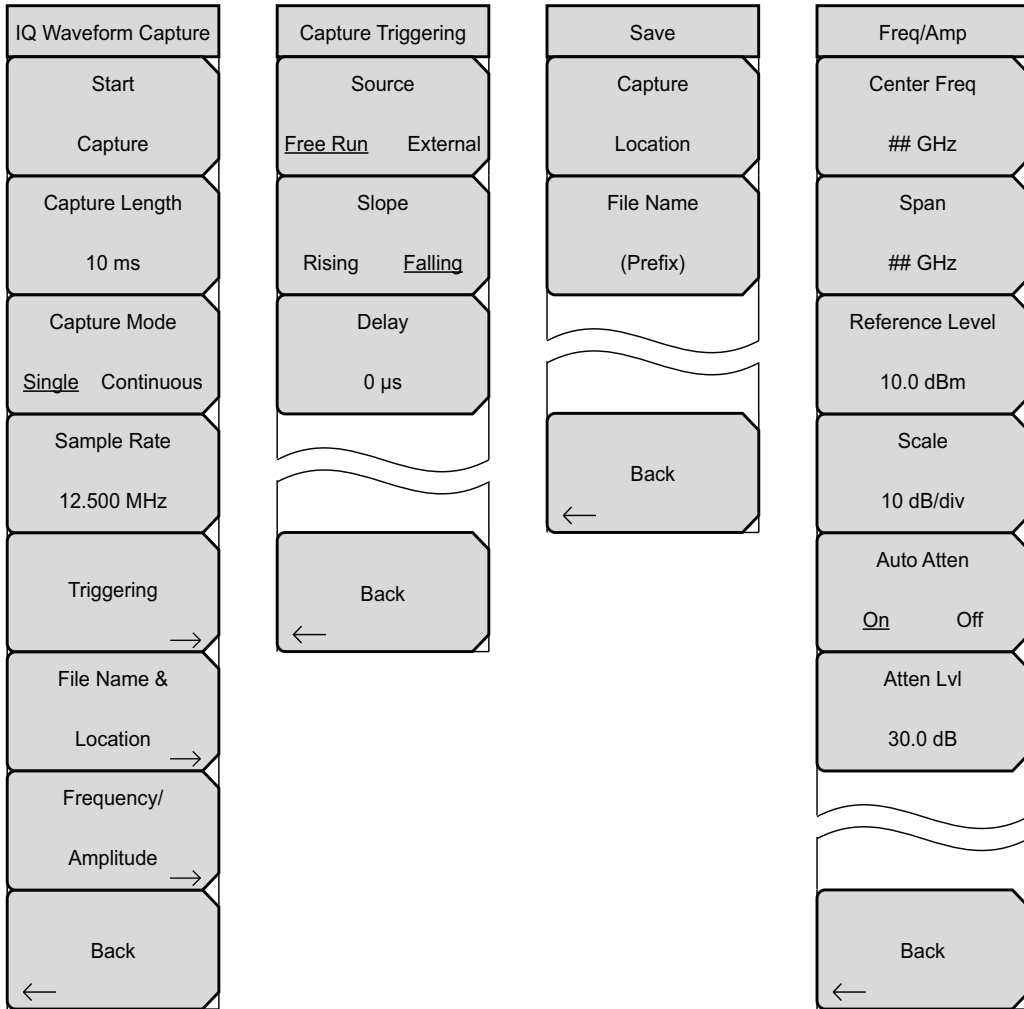 IQ Waveform Capture
Start
Capture
Capture Length
10 ms
Capture Mode
Single Continuous
Sample Rate
12.500 MHz
Triggering
File Name &
Location
Frequency/
Amplitude
Back
Capture Triggering
Source
Free Run External
Slope
Rising Falling
Delay
0 µs
Back
Save
Capture
Location
File Name
(Prefix)
Back
Freq/Amp
Center Freq
## GHz
Span
## GHz
Reference Level
10.0 dBm
Scale
10 dB/div
Auto Atten
On Off
Atten Lvl
30.0 dB
Back